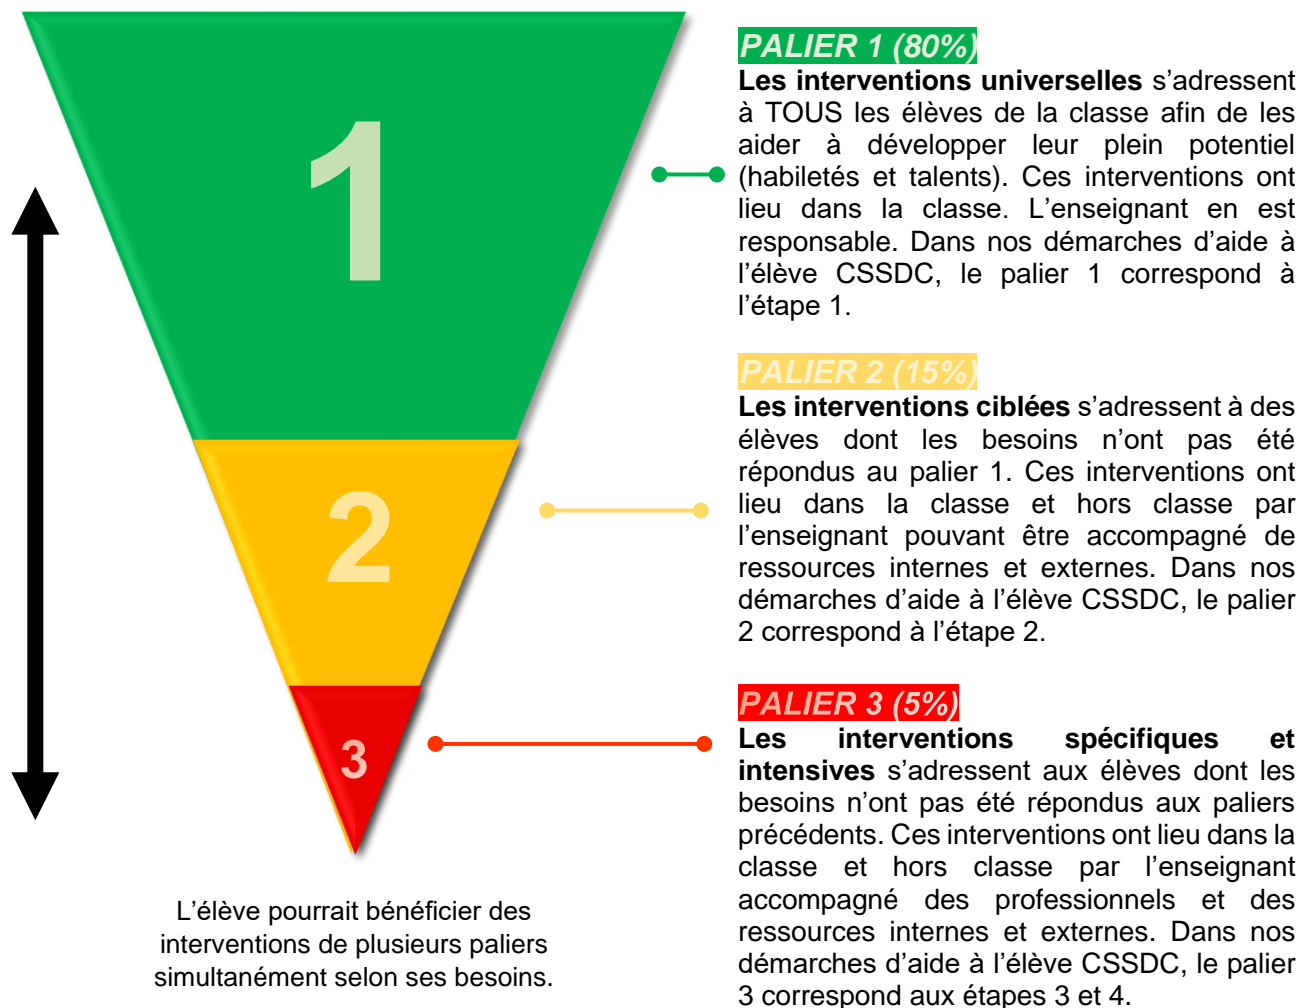 1
2
3
L'élève pourrait bénéficier des
interventions de plusieurs paliers
simultanément selon ses besoins.
PALIER 1 (80%)
Les interventions universelles s'adressent
à TOUS les élèves de la classe afin de les
aider à développer leur plein potentiel
(habiletés et talents). Ces interventions ont
lieu dans la classe. L'enseignant en est
responsable. Dans nos démarches d'aide à
l'élève CSSDC, le palier 1 correspond à
l'étape 1.
PALIER 2 (15%)
Les interventions ciblées s'adressent à des
élèves dont les besoins n'ont pas été
répondus au palier 1. Ces interventions ont
lieu dans la classe et hors classe par
l'enseignant pouvant être accompagné de
ressources internes et externes. Dans nos
démarches d'aide à l'élève CSSDC, le palier
2 correspond à l'étape 2.
PALIER 3 (5%)
Les interventions spécifiques et
intensives s'adressent aux élèves dont les
besoins n'ont pas été répondus aux paliers
précédents. Ces interventions ont lieu dans la
classe et hors classe par l'enseignant
accompagné des professionnels et des
ressources internes et externes. Dans nos
démarches d'aide à l'élève CSSDC, le palier
3 correspond aux étapes 3 et 4.